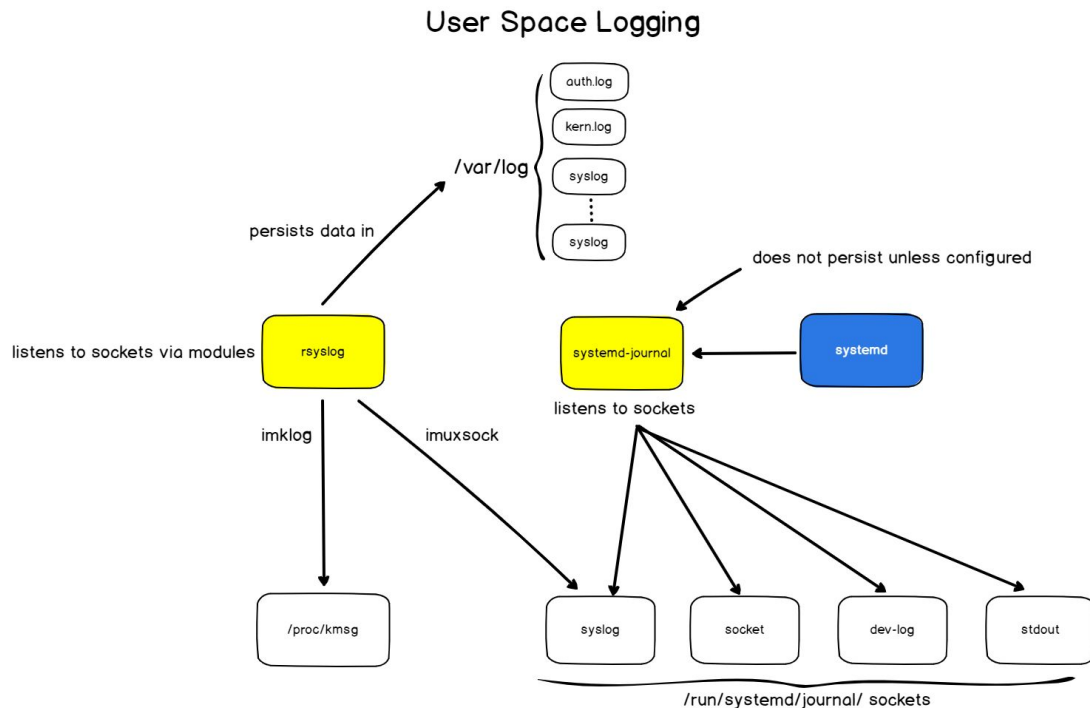 User Space Logging
auth.log
kern.log
/var/log
syslog
syslog
persists data in
does not persist unless configured
listens to sockets via modules
rsyslog
systemd-journal
systemd
listens to sockets
imklog
imuxsock
/proc/kmsg
syslog
socket
dev-log
stdout
/run/systemd/journal/ sockets